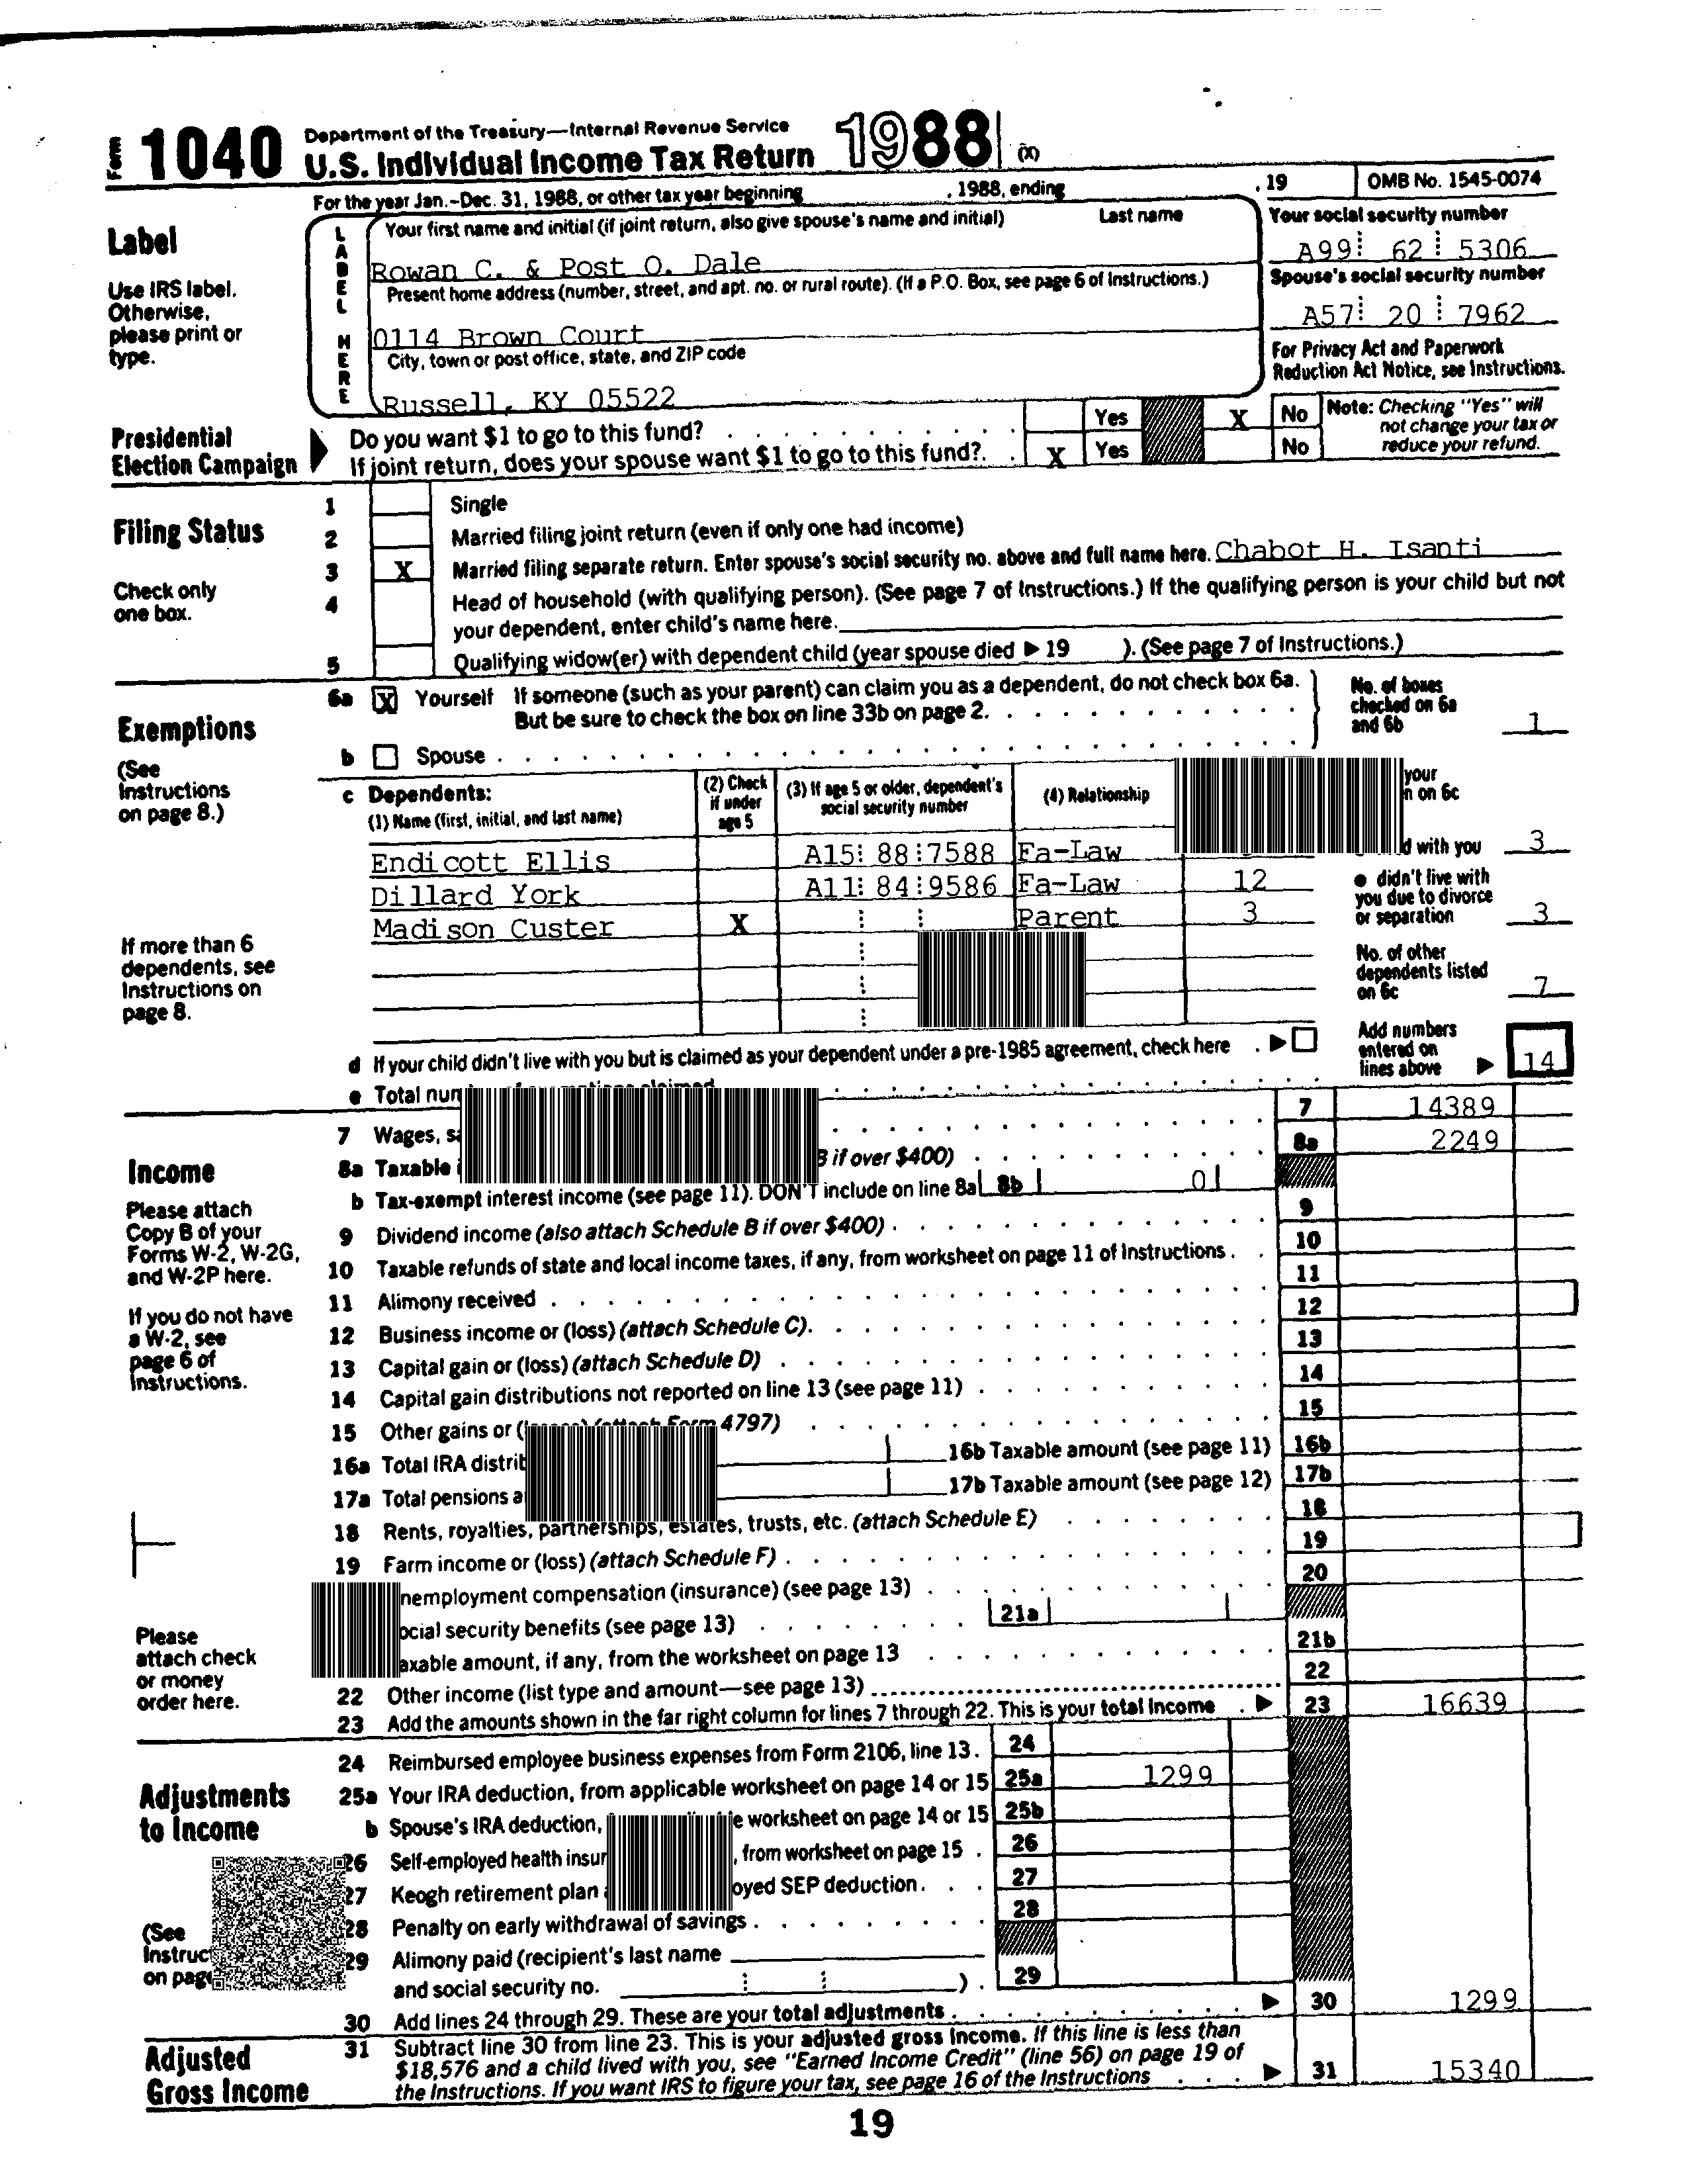 Form 1040 Department of the Treasury—Internal Revenue Service
U.S. Individual Income Tax Return 1988 (X)
For the year Jan.-Dec. 31, 1988, or other tax year beginning , 1988, ending , 19 OMB No. 1545-0074
Label
Use IRS label.
Otherwise,
please print or
type.
LABEL HERE
Your first name and initial (if joint return, also give spouse's name and initial) Last name
Rowan C. & Post O. Dale
Your social security number
A99 62 5306
Present home address (number, street, and apt. no. or rural route). (If a P.O. Box, see page 6 of Instructions.)
0114 Brown Court
Spouse's social security number
A57 20 7962
City, town or post office, state, and ZIP code
Russell, KY 05522
For Privacy Act and Paperwork
Reduction Act Notice, see Instructions.
Presidential
Election Campaign
Do you want $1 to go to this fund? Yes X No
If joint return, does your spouse want $1 to go to this fund? X Yes No
Note: Checking "Yes" will
not change your tax or
reduce your refund.
Filing Status
Check only
one box.
1 Single
2 Married filing joint return (even if only one had income)
3 X Married filing separate return. Enter spouse's social security no. above and full name here. Chabot H. Isanti
4 Head of household (with qualifying person). (See page 7 of Instructions.) If the qualifying person is your child but not
your dependent, enter child's name here.
5 Qualifying widow(er) with dependent child (year spouse died ▶ 19 ). (See page 7 of Instructions.)
Exemptions
(See
Instructions
on page 8.)
6a X Yourself If someone (such as your parent) can claim you as a dependent, do not check box 6a.
But be sure to check the box on line 33b on page 2.
b Spouse
No. of boxes
checked on 6a
and 6b 1
c Dependents:
(1) Name (first, initial, and last name)
(2) Check
if under
age 5
(3) If age 5 or older, dependent's
social security number
(4) Relationship
your
on 6c
with you 3
Endicott Ellis A15 88 7588 Fa-Law
Dillard York A11 84 9586 Fa-Law 12
Madison Custer X Parent 3
● didn't live with
you due to divorce
or separation 3
If more than 6
dependents, see
Instructions on
page 8.
No. of other
dependents listed
on 6c 7
d If your child didn't live with you but is claimed as your dependent under a pre-1985 agreement, check here ▶
e Total
Add numbers
entered on
lines above ▶ 14
Income
Please attach
Copy B of your
Forms W-2, W-2G,
and W-2P here.
If you do not have
a W-2, see
page 6 of
Instructions.
7 Wages, 7 14389
8a Taxable B if over $400) 8a 2249
b Tax-exempt interest income (see page 11). DON'T include on line 8a 8b 0
9 Dividend income (also attach Schedule B if over $400) 9
10 Taxable refunds of state and local income taxes, if any, from worksheet on page 11 of Instructions 10
11 Alimony received 11
12 Business income or (loss) (attach Schedule C) 12
13 Capital gain or (loss) (attach Schedule D) 13
14 Capital gain distributions not reported on line 13 (see page 11) 14
15 Other gains or 4797) 15
16a Total IRA 16b Taxable amount (see page 11) 16b
17a Total pensions 17b Taxable amount (see page 12) 17b
18 Rents, royalties, partnerships, estates, trusts, etc. (attach Schedule E) 18
19 Farm income or (loss) (attach Schedule F) 19
compensation (insurance) (see page 13) 20
security benefits (see page 13) 21a
amount, if any, from the worksheet on page 13 21b
Please
attach check
or money
order here.
22 Other income (list type and amount—see page 13) 22
23 Add the amounts shown in the far right column for lines 7 through 22. This is your total income ▶ 23 16639
Adjustments
to Income
(See
on
24 Reimbursed employee business expenses from Form 2106, line 13 24
25a Your IRA deduction, from applicable worksheet on page 14 or 15 25a 1299
b Spouse's IRA deduction, worksheet on page 14 or 15 25b
26 Self-employed health from worksheet on page 15 26
27 Keogh retirement plan SEP deduction 27
28 Penalty on early withdrawal of savings 28
29 Alimony paid (recipient's last name
and social security no. ) 29
30 Add lines 24 through 29. These are your total adjustments ▶ 30 1299
Adjusted
Gross Income
31 Subtract line 30 from line 23. This is your adjusted gross income. If this line is less than
$18,576 and a child lived with you, see "Earned Income Credit" (line 56) on page 19 of
the Instructions. If you want IRS to figure your tax, see page 16 of the Instructions ▶ 31 15340
19